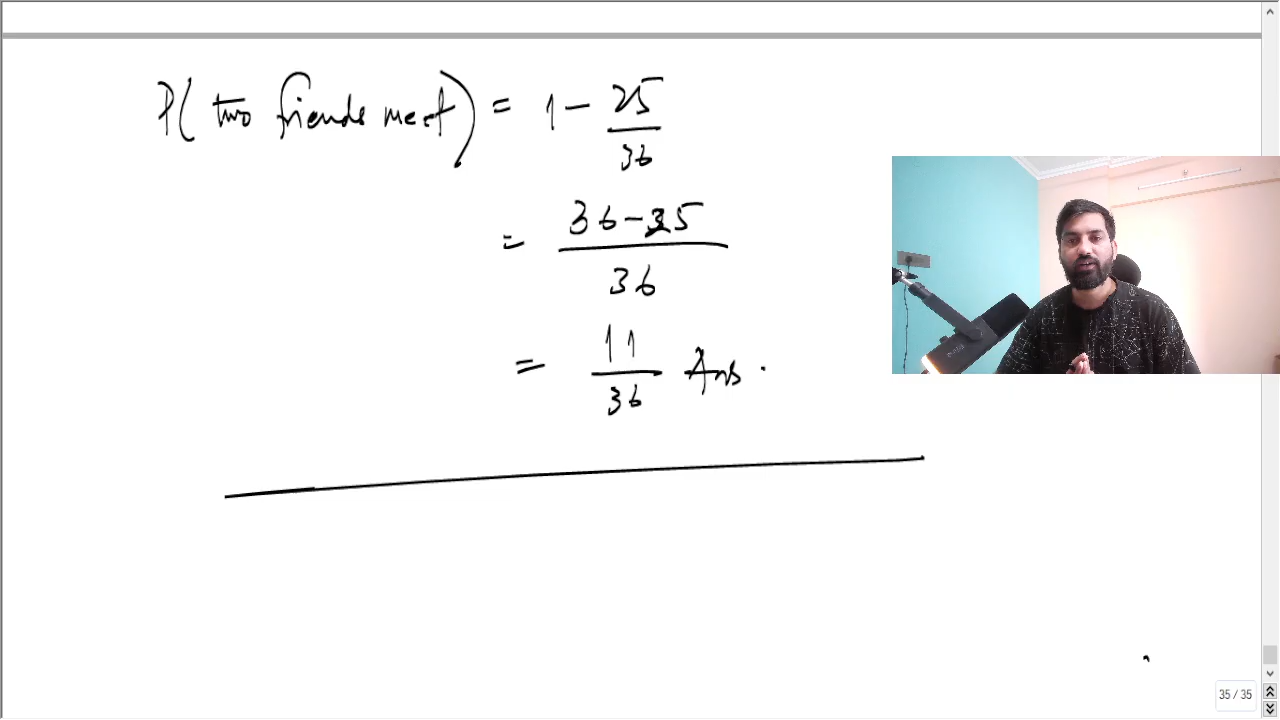 P( two friends meet) = 1 - 25/36
= 36-25/36
= 11/36 Ans.
35 / 35